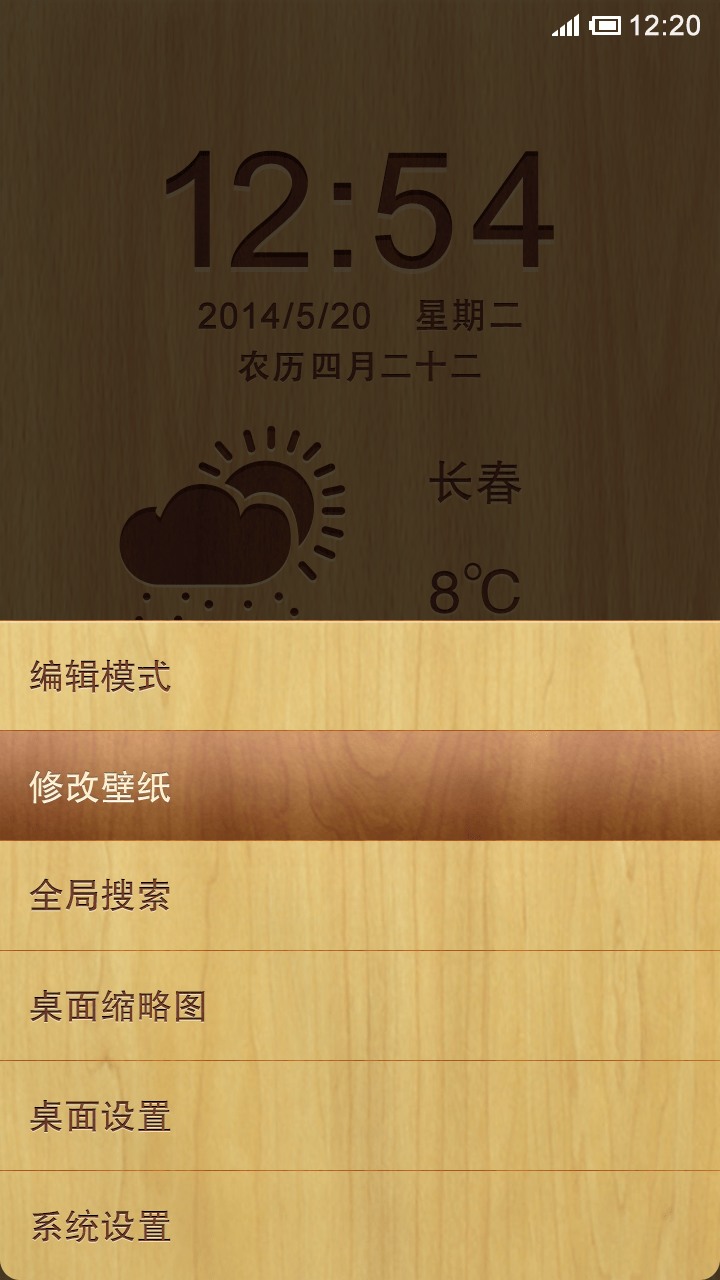 12:20
12:54
2014/5/20 星期二
农历四月二十二
长春
8℃
编辑模式
修改壁纸
全局搜索
桌面缩略图
桌面设置
系统设置